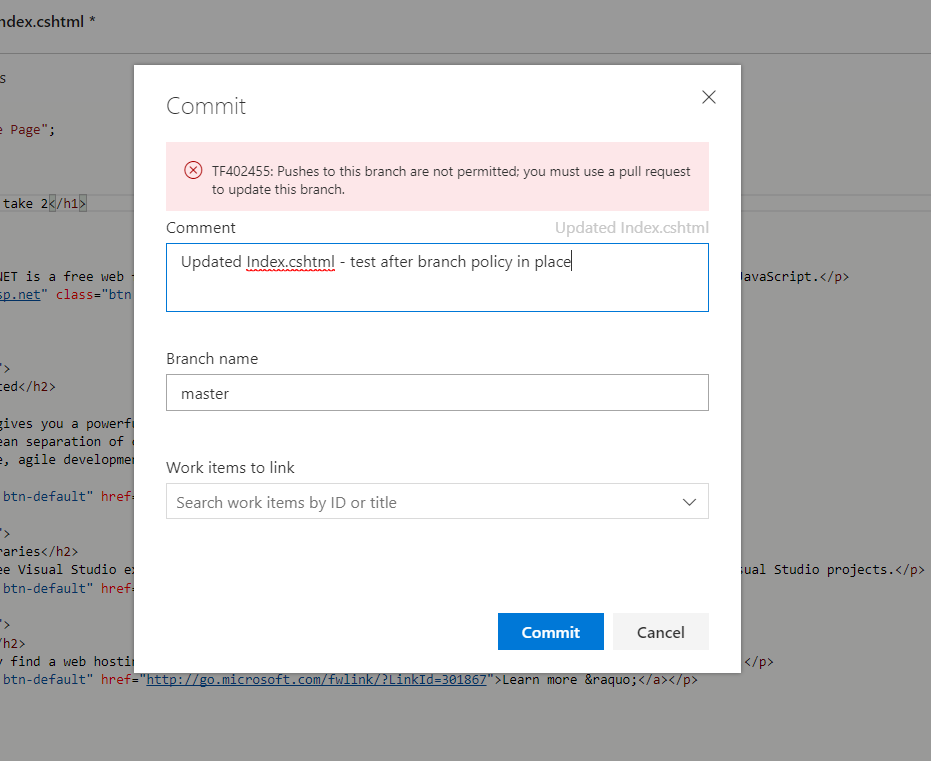 ndex.cshtml *
s
e Page";
take 2</h1>
Commit
TF402455: Pushes to this branch are not permitted; you must use a pull request
to update this branch.
Comment Updated Index.cshtml
Updated Index.cshtml - test after branch policy in place
NET is a free web JavaScript.</p>
sp.net" class="btn
Branch name
">
ted</h2>
master
gives you a powerfu
ean separation of
e, agile developmen
Work items to link
btn-default" href=
Search work items by ID or title
">
raries</h2>
ee Visual Studio ex sual Studio projects.</p>
btn-default" href=
">
/h2>
Commit Cancel
y find a web hostin </p>
btn-default" href="http://go.microsoft.com/fwlink/?LinkId=301867">Learn more &raquo;</a></p>